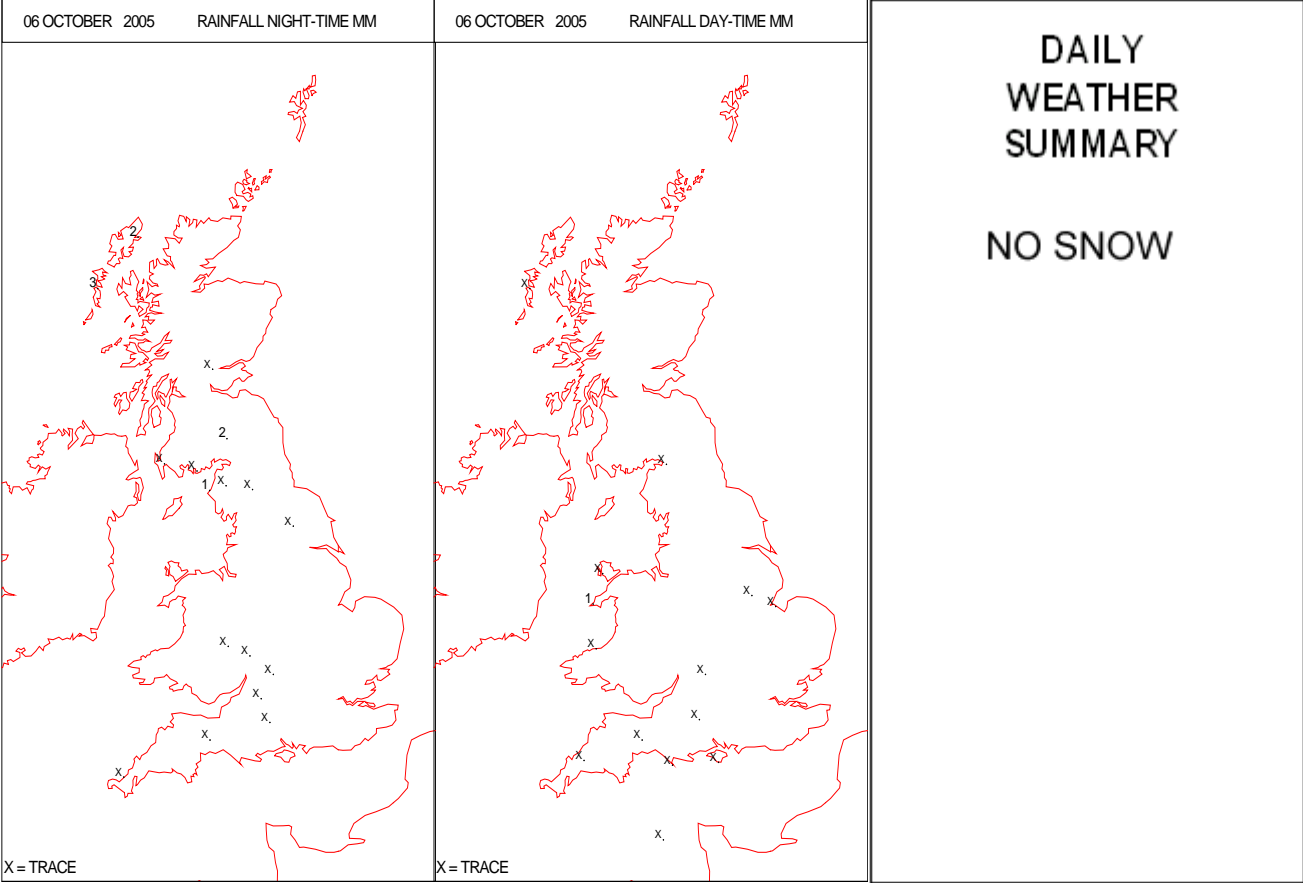 06 OCTOBER 2005 RAINFALL NIGHT-TIME MM
2.
3
X.
2.
X
X.
1
X.
X.
X.
X.
X.
X.
X.
X.
X.
X.
X = TRACE
06 OCTOBER 2005 RAINFALL DAY-TIME MM
X
X.
X
1
X.
X.
X.
X.
X.
X.
X.
X.
X.
X.
X = TRACE
DAILY
WEATHER
SUMMARY
NO SNOW